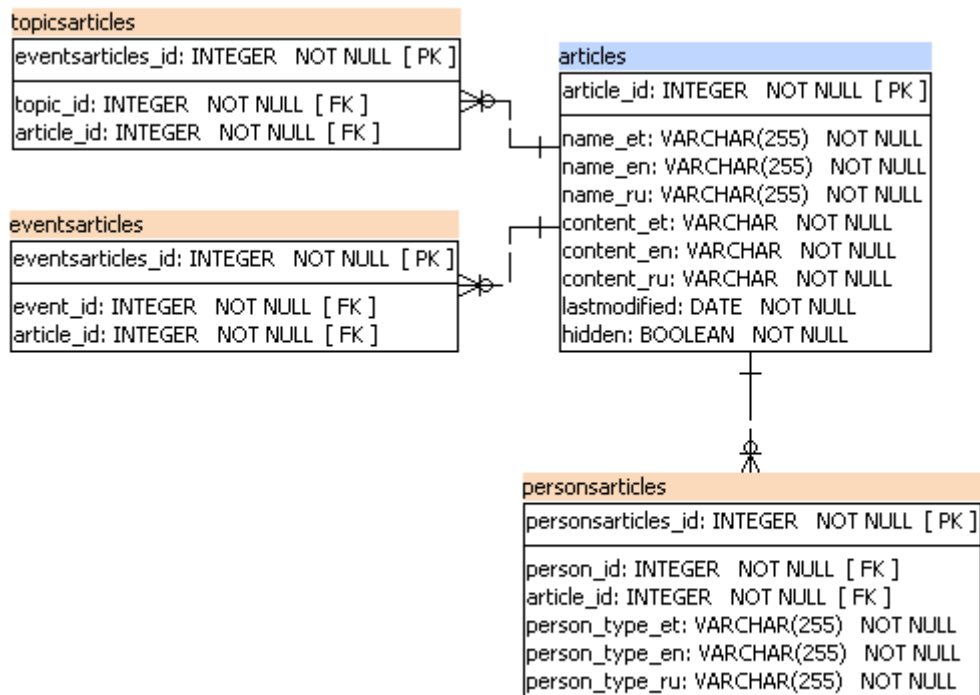 topicsarticles
eventsarticles_id: INTEGER NOT NULL [ PK ]
topic_id: INTEGER NOT NULL [ FK ]
article_id: INTEGER NOT NULL [ FK ]
eventsarticles
eventsarticles_id: INTEGER NOT NULL [ PK ]
event_id: INTEGER NOT NULL [ FK ]
article_id: INTEGER NOT NULL [ FK ]
articles
article_id: INTEGER NOT NULL [ PK ]
name_et: VARCHAR(255) NOT NULL
name_en: VARCHAR(255) NOT NULL
name_ru: VARCHAR(255) NOT NULL
content_et: VARCHAR NOT NULL
content_en: VARCHAR NOT NULL
content_ru: VARCHAR NOT NULL
lastmodified: DATE NOT NULL
hidden: BOOLEAN NOT NULL
personsarticles
personsarticles_id: INTEGER NOT NULL [ PK ]
person_id: INTEGER NOT NULL [ FK ]
article_id: INTEGER NOT NULL [ FK ]
person_type_et: VARCHAR(255) NOT NULL
person_type_en: VARCHAR(255) NOT NULL
person_type_ru: VARCHAR(255) NOT NULL